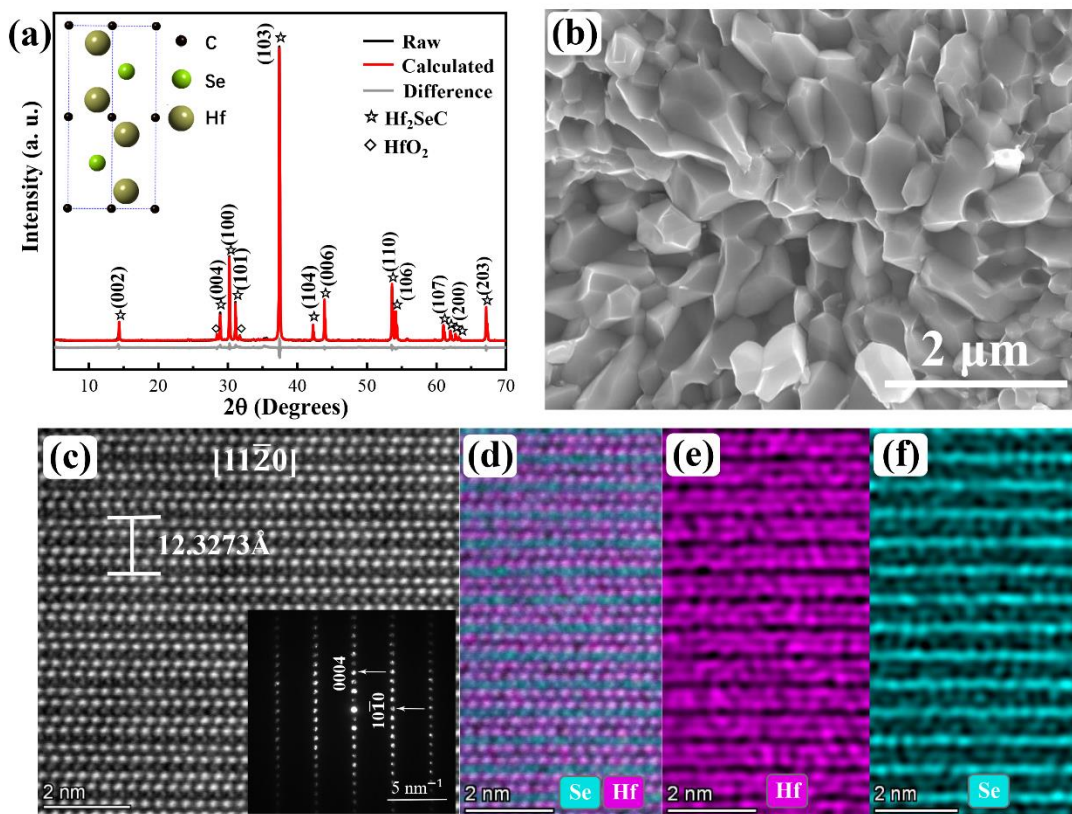 (a)
C
Se
Hf
Raw
Calculated
Difference
Hf₂SeC
HfO₂
Intensity (a. u.)
(002)
(004)
(100)
(101)
(103)
(104)
(006)
(110)
(106)
(107)
(200)
(203)
10 20 30 40 50 60 70
2θ (Degrees)
(b)
2 μm
(c)
[112̅0]
12.3273Å
2 nm
0004
101̅0
5 nm⁻¹
(d)
2 nm
Se Hf
(e)
2 nm
Hf
(f)
2 nm
Se